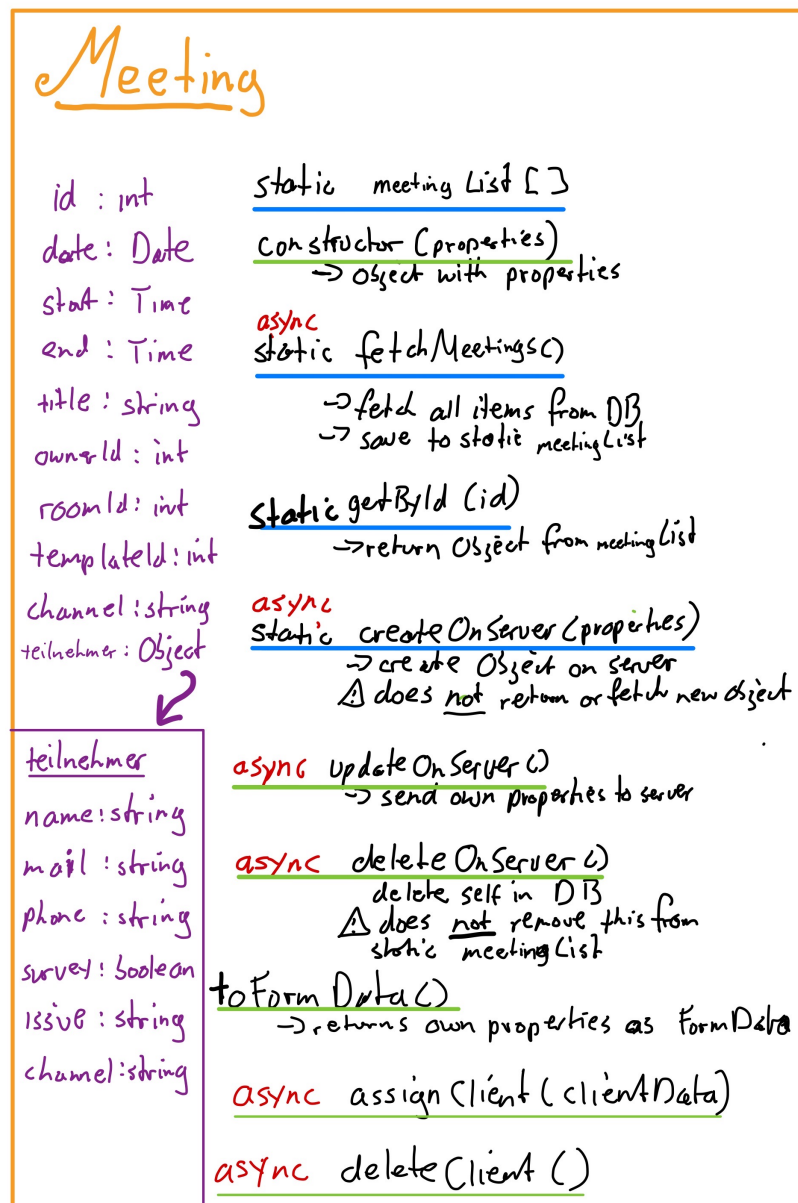 Meeting
id : int
date : Date
start : Time
end : Time
title : string
ownerId : int
roomId : int
templateId : int
channel : string
teilnehmer : Object
teilnehmer
name : string
mail : string
phone : string
survey : boolean
issue : string
channel : string
static meetingList []
constructor (properties)
→ Object with properties
async
static fetchMeetings()
→ fetch all items from DB
→ save to static meetingList
static getById (id)
→ return Object from meetingList
async
static createOnServer (properties)
→ create Object on server
⚠ does not return or fetch new object
async updateOnServer ()
→ send own properties to server
async deleteOnServer ()
delete self in DB
⚠ does not remove this from
static meetingList
toFormData ()
→ returns own properties as FormData
async assignClient (clientData)
async deleteClient ()